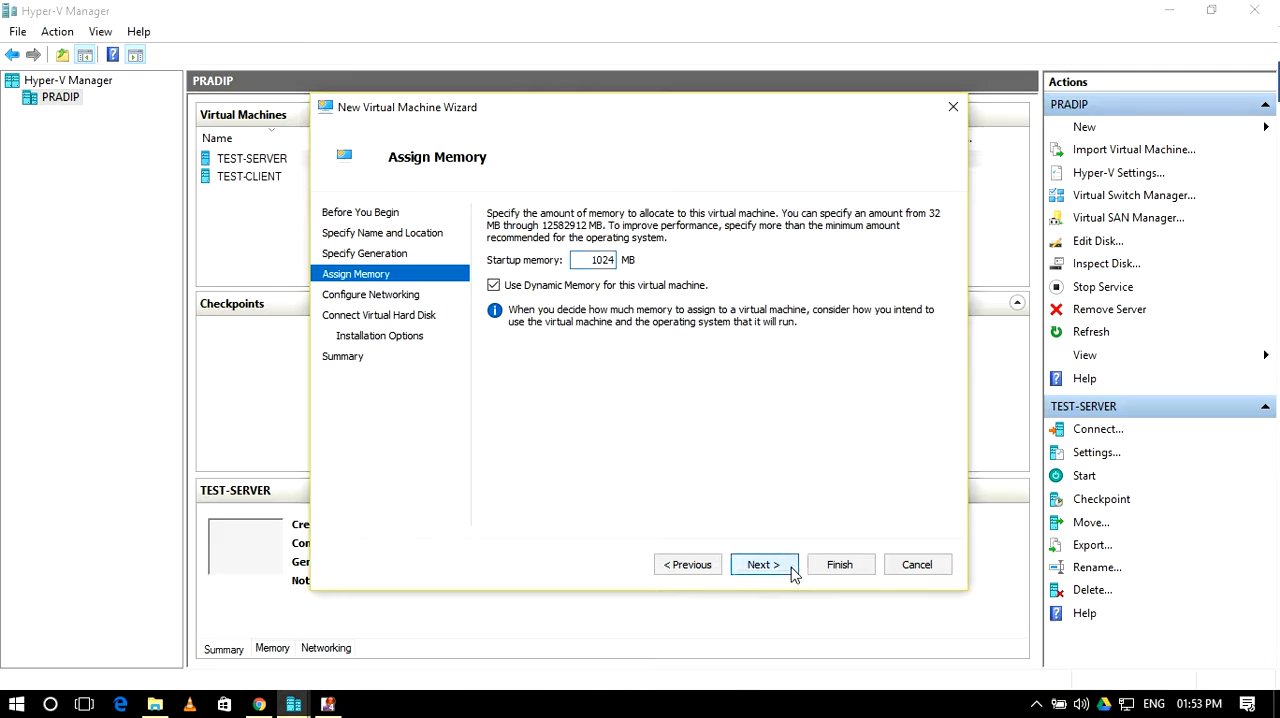 Hyper-V Manager
File Action View Help
Hyper-V Manager
PRADIP
PRADIP
Virtual Machines
Name
TEST-SERVER
TEST-CLIENT
Checkpoints
TEST-SERVER
Cre
Con
Ger
Not
Summary Memory Networking
New Virtual Machine Wizard
Assign Memory
Before You Begin
Specify Name and Location
Specify Generation
Assign Memory
Configure Networking
Connect Virtual Hard Disk
Installation Options
Summary
Specify the amount of memory to allocate to this virtual machine. You can specify an amount from 32
MB through 12582912 MB. To improve performance, specify more than the minimum amount
recommended for the operating system.
Startup memory: 1024 MB
Use Dynamic Memory for this virtual machine.
When you decide how much memory to assign to a virtual machine, consider how you intend to
use the virtual machine and the operating system that it will run.
< Previous Next > Finish Cancel
Actions
PRADIP
New
Import Virtual Machine...
Hyper-V Settings...
Virtual Switch Manager...
Virtual SAN Manager...
Edit Disk...
Inspect Disk...
Stop Service
Remove Server
Refresh
View
Help
TEST-SERVER
Connect...
Settings...
Start
Checkpoint
Move...
Export...
Rename...
Delete...
Help
ENG 01:53 PM